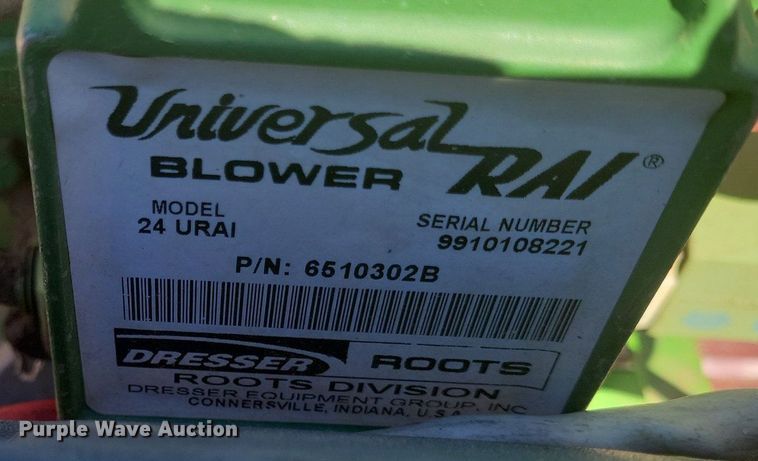 Universal RAI®
BLOWER
MODEL
24 URAI
SERIAL NUMBER
9910108221
P/N: 6510302B
DRESSER ROOTS
ROOTS DIVISION
DRESSER EQUIPMENT GROUP, INC
CONNERSVILLE, INDIANA, U.S.A
Purple Wave Auction